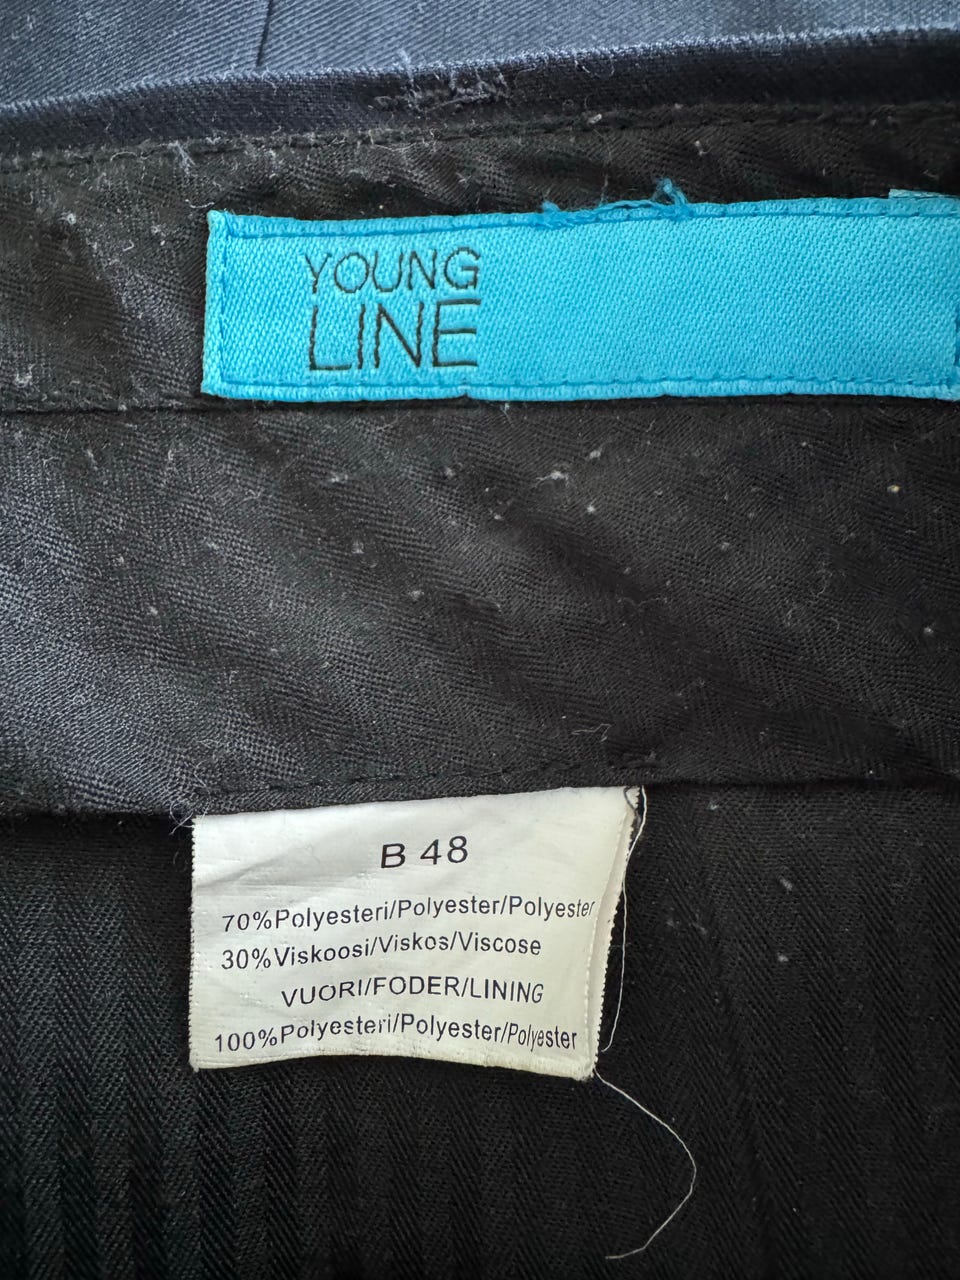 YOUNG
LINE
B 48
70%Polyesteri/Polyester/Polyester
30%Viskoosi/Viskos/Viscose
VUORI/FODER/LINING
100%Polyesteri/Polyester/Polyester